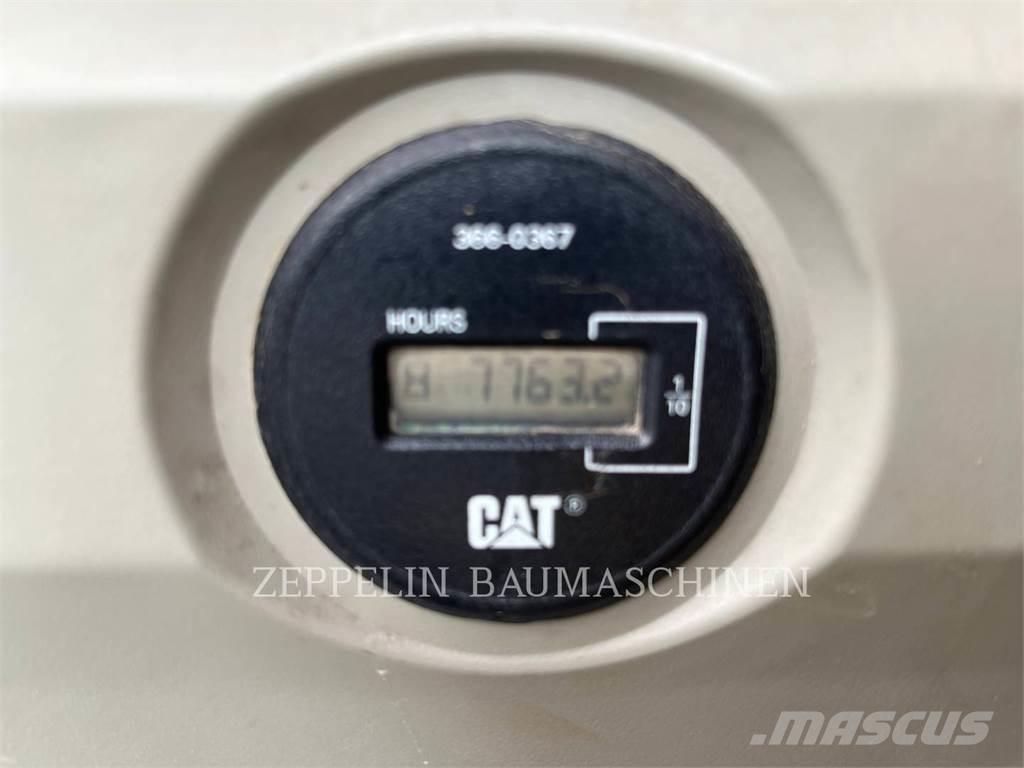 366-0367
HOURS
7763.2
1
10
CAT®
ZEPPELIN BAUMASCHINEN
MASCUS